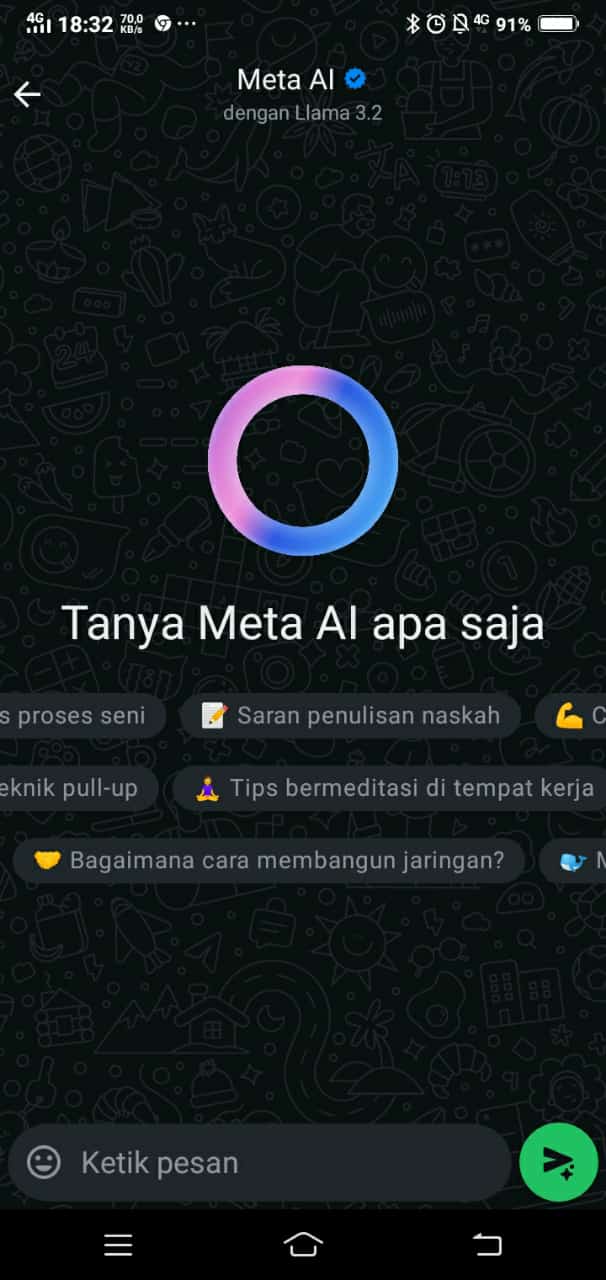 4G 18:32 70,0 KB/s ... 4G 91%
Meta AI
dengan Llama 3.2
Tanya Meta AI apa saja
s proses seni
📝 Saran penulisan naskah
💪 C
eknik pull-up
🧘‍♀️ Tips bermeditasi di tempat kerja
🤝 Bagaimana cara membangun jaringan?
🐳 M
Ketik pesan